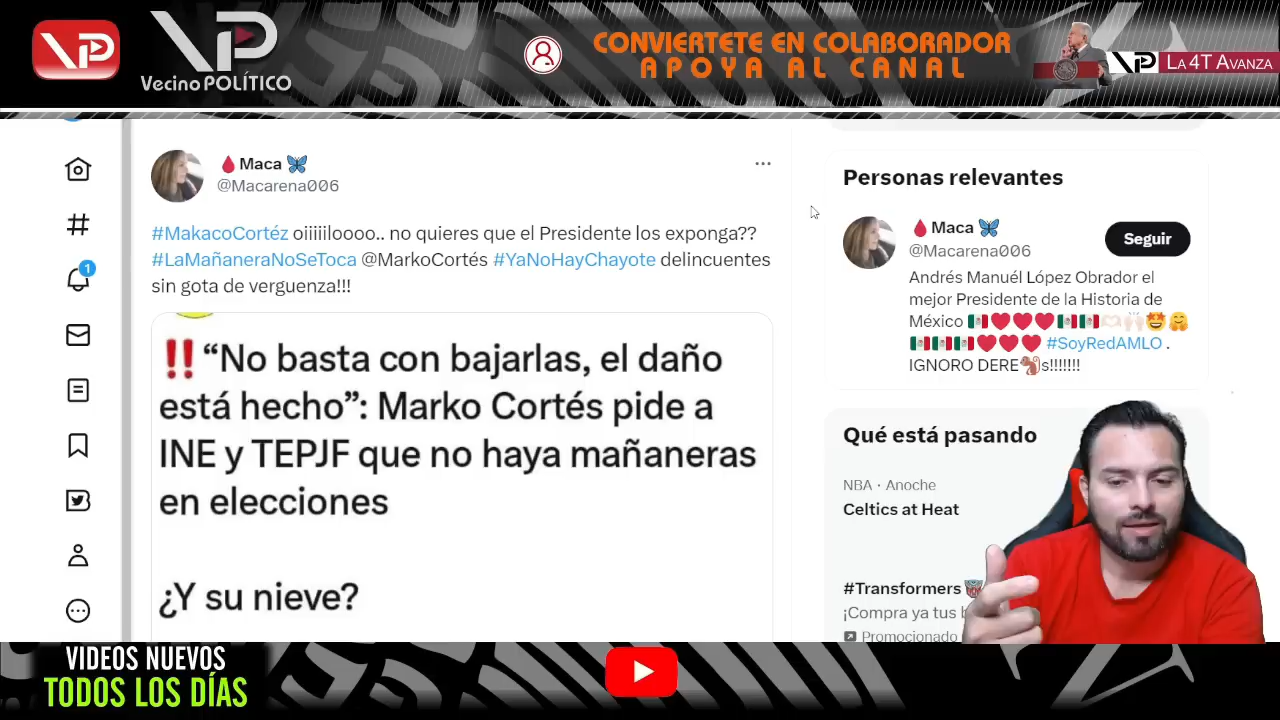 VP
VP
Vecino POLÍTICO
CONVIERTETE EN COLABORADOR
APOYA AL CANAL
VP LA 4T AVANZA
🩸Maca 🦋
@Macarena006
#MakacoCortéz oiiiiiloooo.. no quieres que el Presidente los exponga??
#LaMañaneraNoSeToca @MarkoCortés #YaNoHayChayote delincuentes
sin gota de verguenza!!!
‼️“No basta con bajarlas, el daño
está hecho”: Marko Cortés pide a
INE y TEPJF que no haya mañaneras
en elecciones
¿Y su nieve?
1
Personas relevantes
🩸Maca 🦋
@Macarena006
Seguir
Andrés Manuél López Obrador el
mejor Presidente de la Historia de
México 🇲🇽❤️❤️❤️🇲🇽🇲🇽🫶🏻🙌🏻🤩🤗
🇲🇽🇲🇽🇲🇽❤️❤️❤️ #SoyRedAMLO .
IGNORO DERE🐿️s!!!!!!!
Qué está pasando
NBA · Anoche
Celtics at Heat
#Transformers
¡Compra ya tus
Promocionado
VIDEOS NUEVOS
TODOS LOS DÍAS